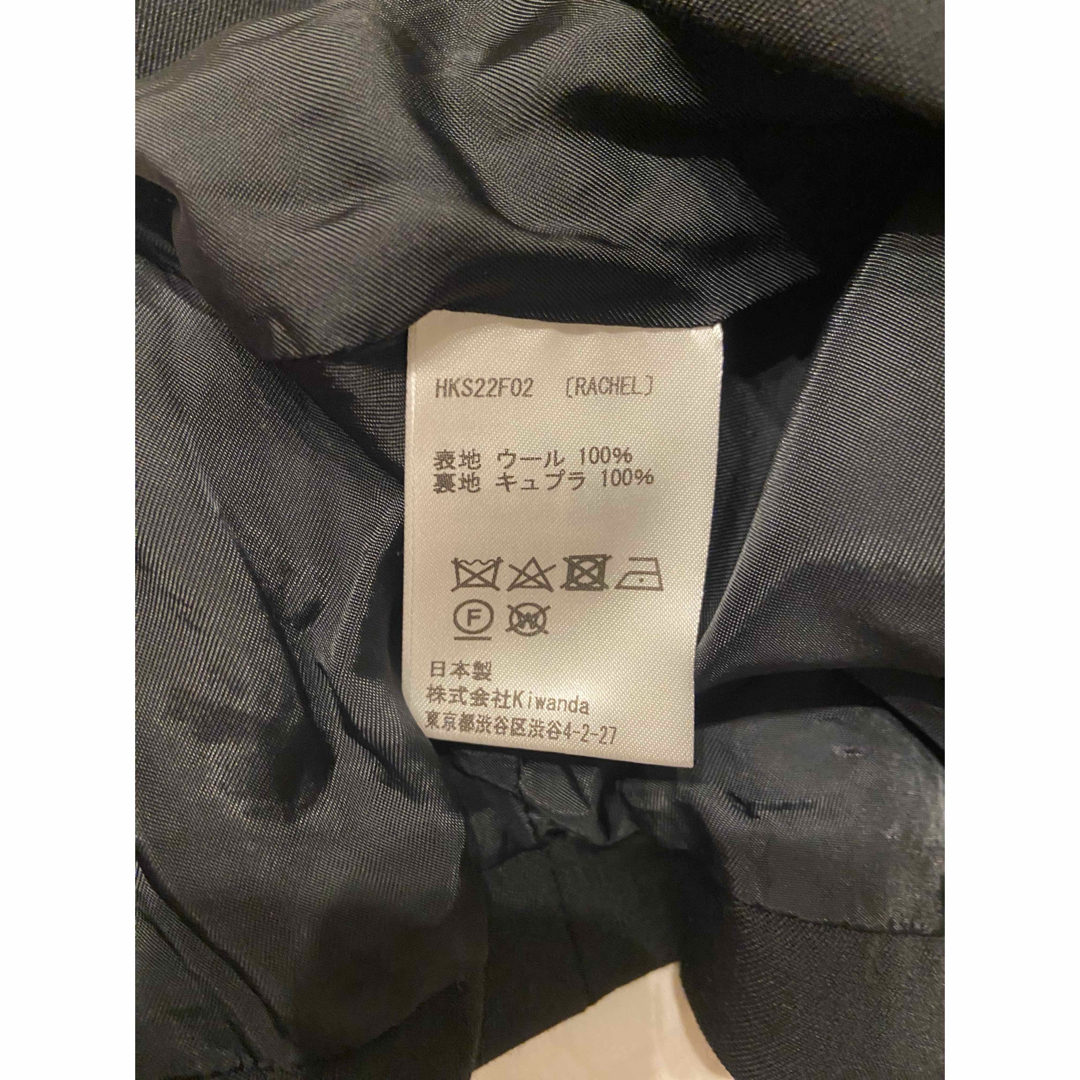 HKS22F02 〔RACHEL〕
表地 ウール 100%
裏地 キュプラ 100%
F W
日本製
株式会社Kiwanda
東京都渋谷区渋谷4-2-27